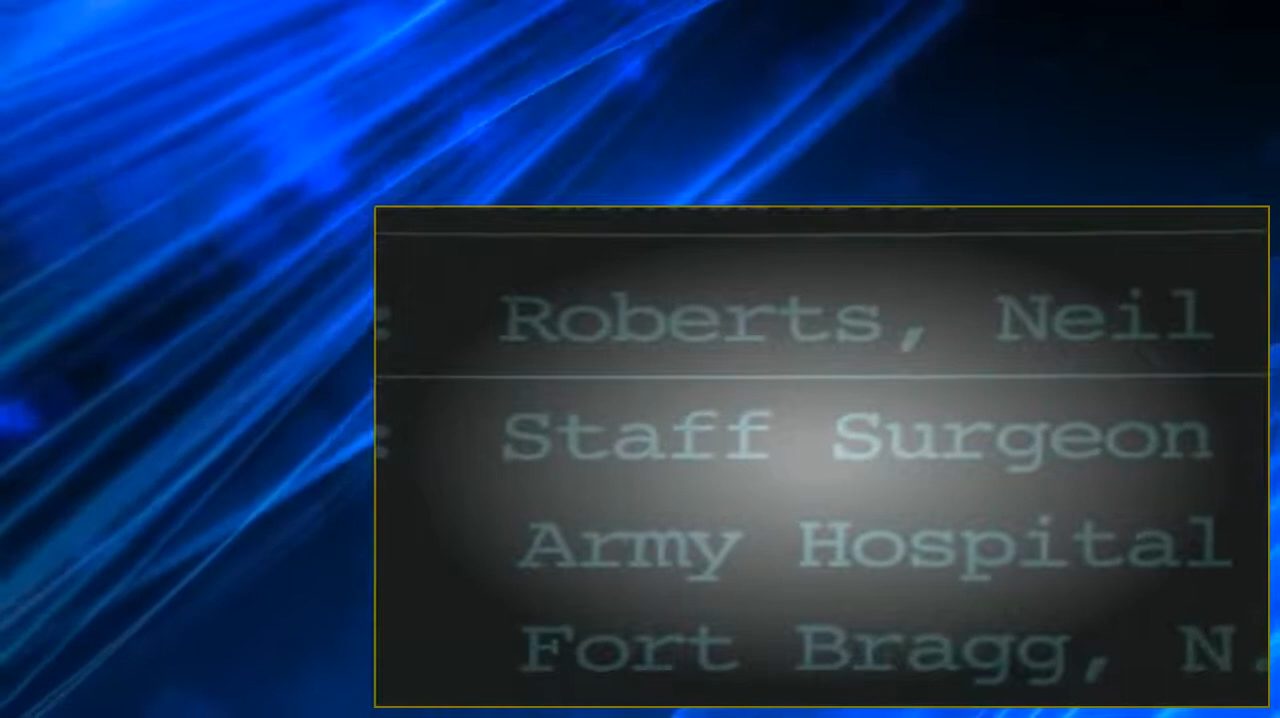 : Roberts, Neil
: Staff Surgeon
Army Hospital
Fort Bragg, N.